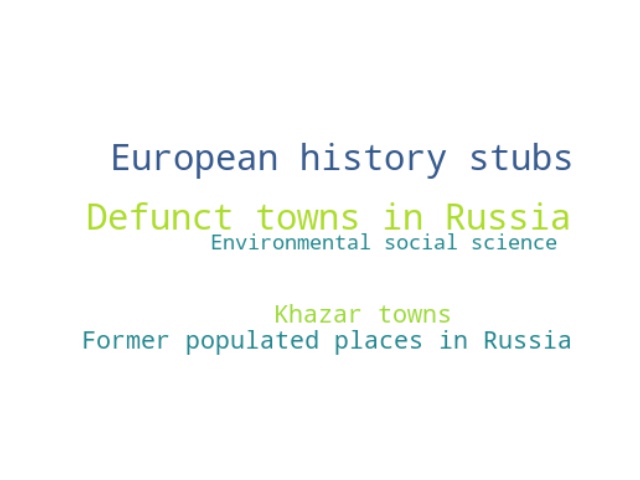 European history stubs
Defunct towns in Russia
Environmental social science
Khazar towns
Former populated places in Russia